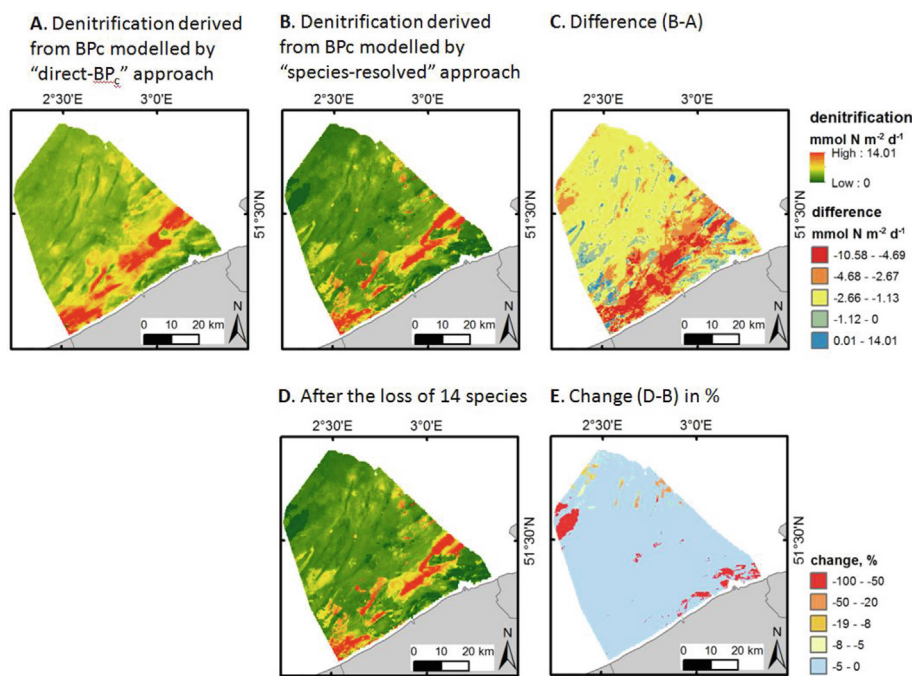 A. Denitrification derived
from BPc modelled by
“direct-BPc” approach
B. Denitrification derived
from BPc modelled by
“species-resolved” approach
C. Difference (B-A)
2°30'E 3°0'E
2°30'E 3°0'E
2°30'E 3°0'E
51°30'N
51°30'N
N
0 10 20 km
N
0 10 20 km
N
0 10 20 km
denitrification
mmol N m⁻² d⁻¹
High : 14.01
Low : 0
difference
mmol N m⁻² d⁻¹
-10.58 - -4.69
-4.68 - -2.67
-2.66 - -1.13
-1.12 - 0
0.01 - 14.01
D. After the loss of 14 species
E. Change (D-B) in %
2°30'E 3°0'E
2°30'E 3°0'E
51°30'N
51°30'N
N
0 10 20 km
N
0 10 20 km
change, %
-100 - -50
-50 - -20
-19 - -8
-8 - -5
-5 - 0